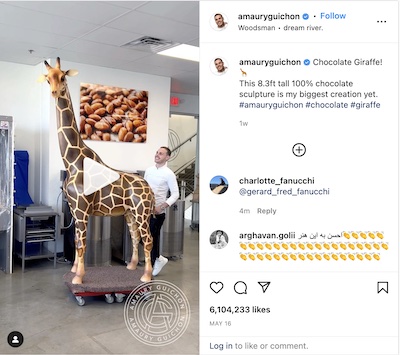 amauryguichon • Follow
Woodsman • dream river.
amauryguichon Chocolate Giraffe!
🦒
This 8.3ft tall 100% chocolate
sculpture is my biggest creation yet.
#amauryguichon #chocolate #giraffe
1w
charlotte_fanucchi
@gerard_fred_fanucchi
4m Reply
arghavan.golii احسن به این هنر👏👏👏👏
👏👏👏👏👏👏👏👏👏👏👏👏👏
👏👏👏👏👏👏👏👏👏👏👏👏
6,104,233 likes
MAY 16
Log in to like or comment.
AMAURY GUICHON
AMAURY GUICHON